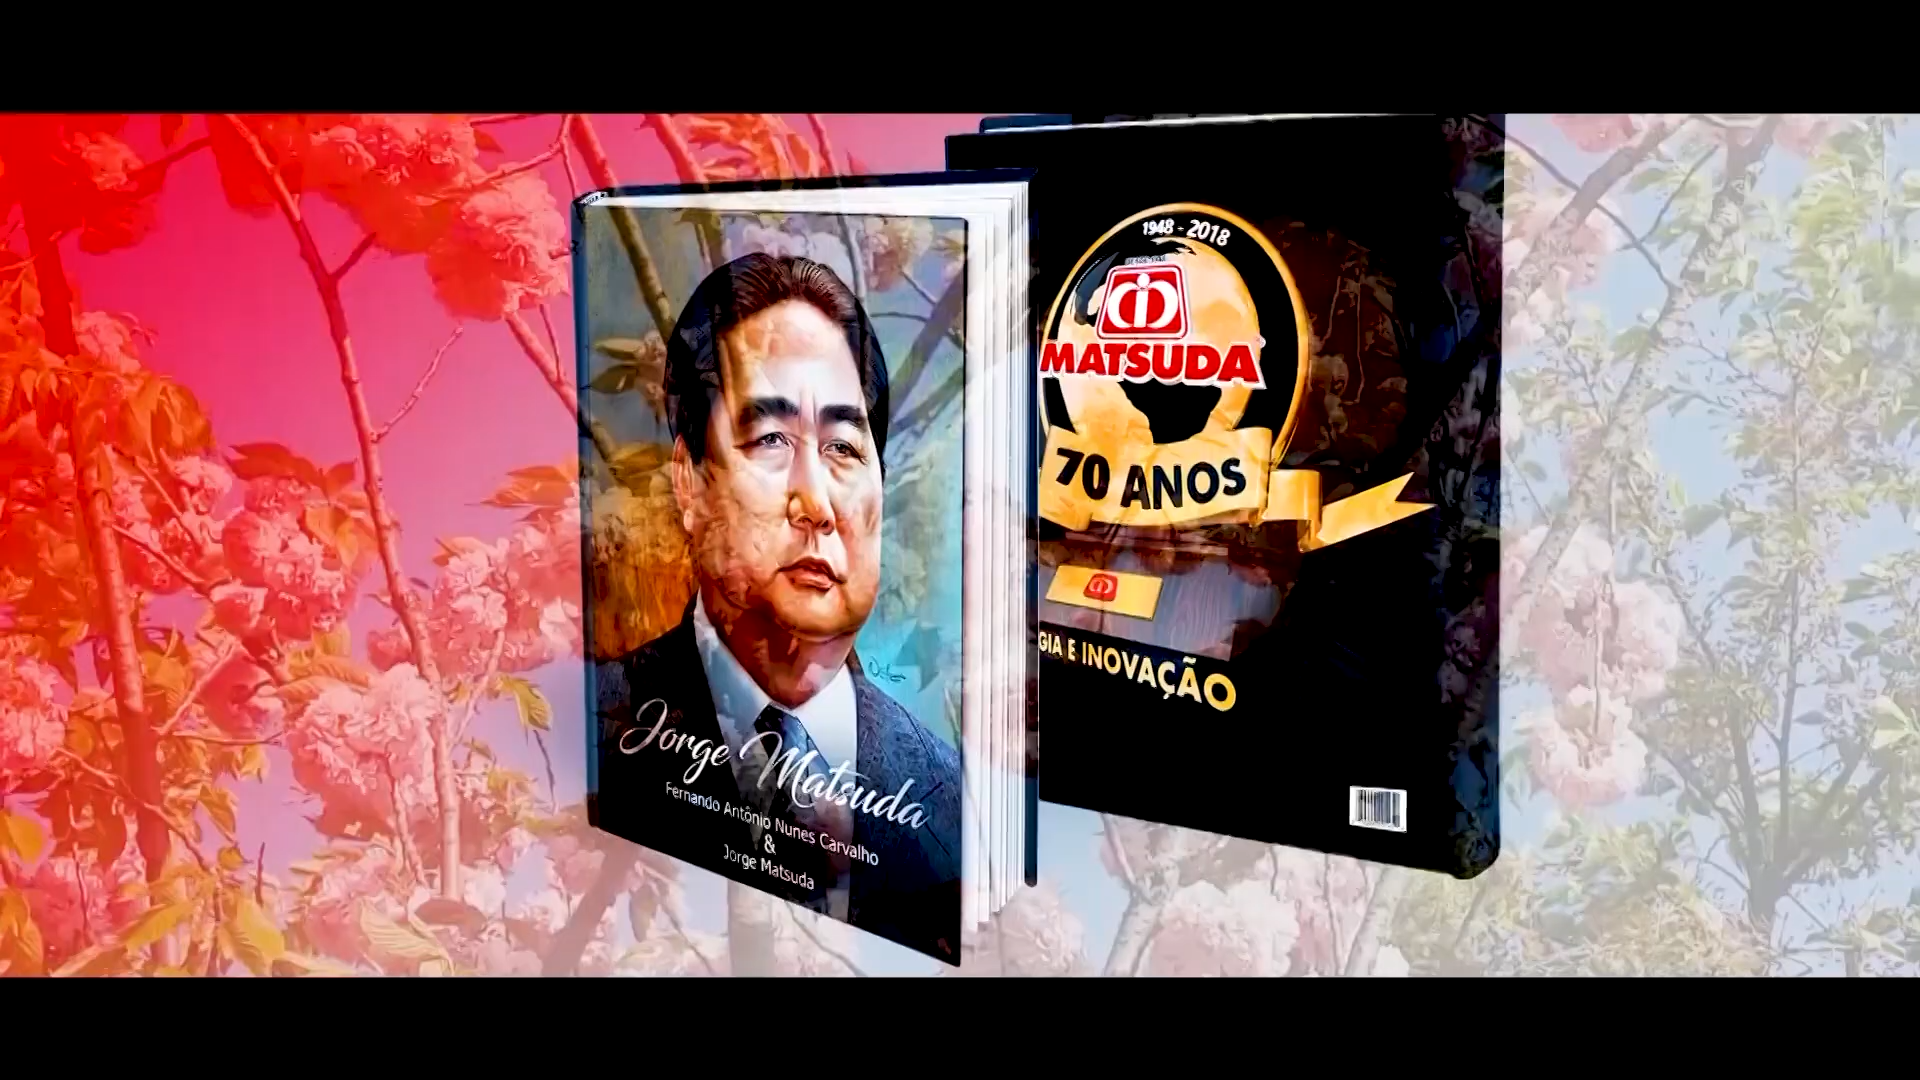 Jorge Matsuda
Fernando Antônio Nunes Carvalho
&
Jorge Matsuda
1948 - 2018
MATSUDA
70 ANOS
GIA E INOVAÇÃO